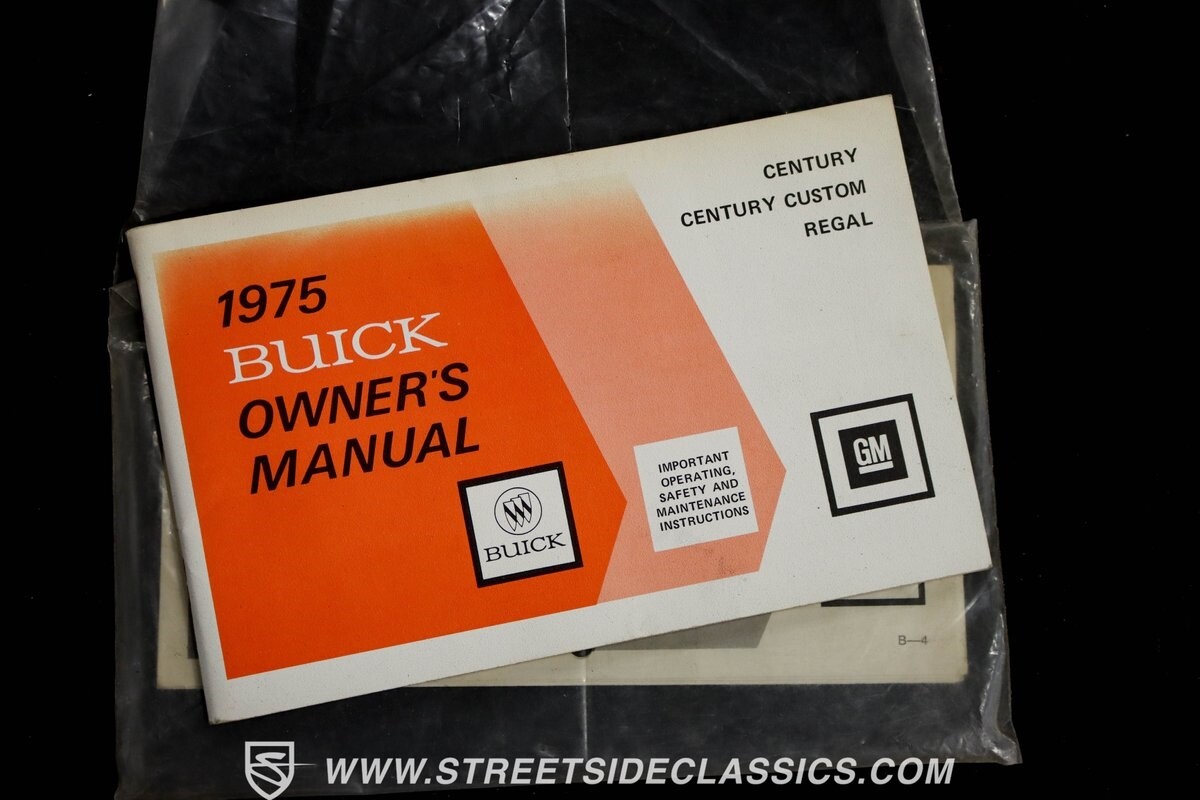 CENTURY
CENTURY CUSTOM
REGAL
1975
BUICK
OWNER'S
MANUAL
BUICK
IMPORTANT
OPERATING,
SAFETY AND
MAINTENANCE
INSTRUCTIONS
GM
B—4
WWW.STREETSIDECLASSICS.COM